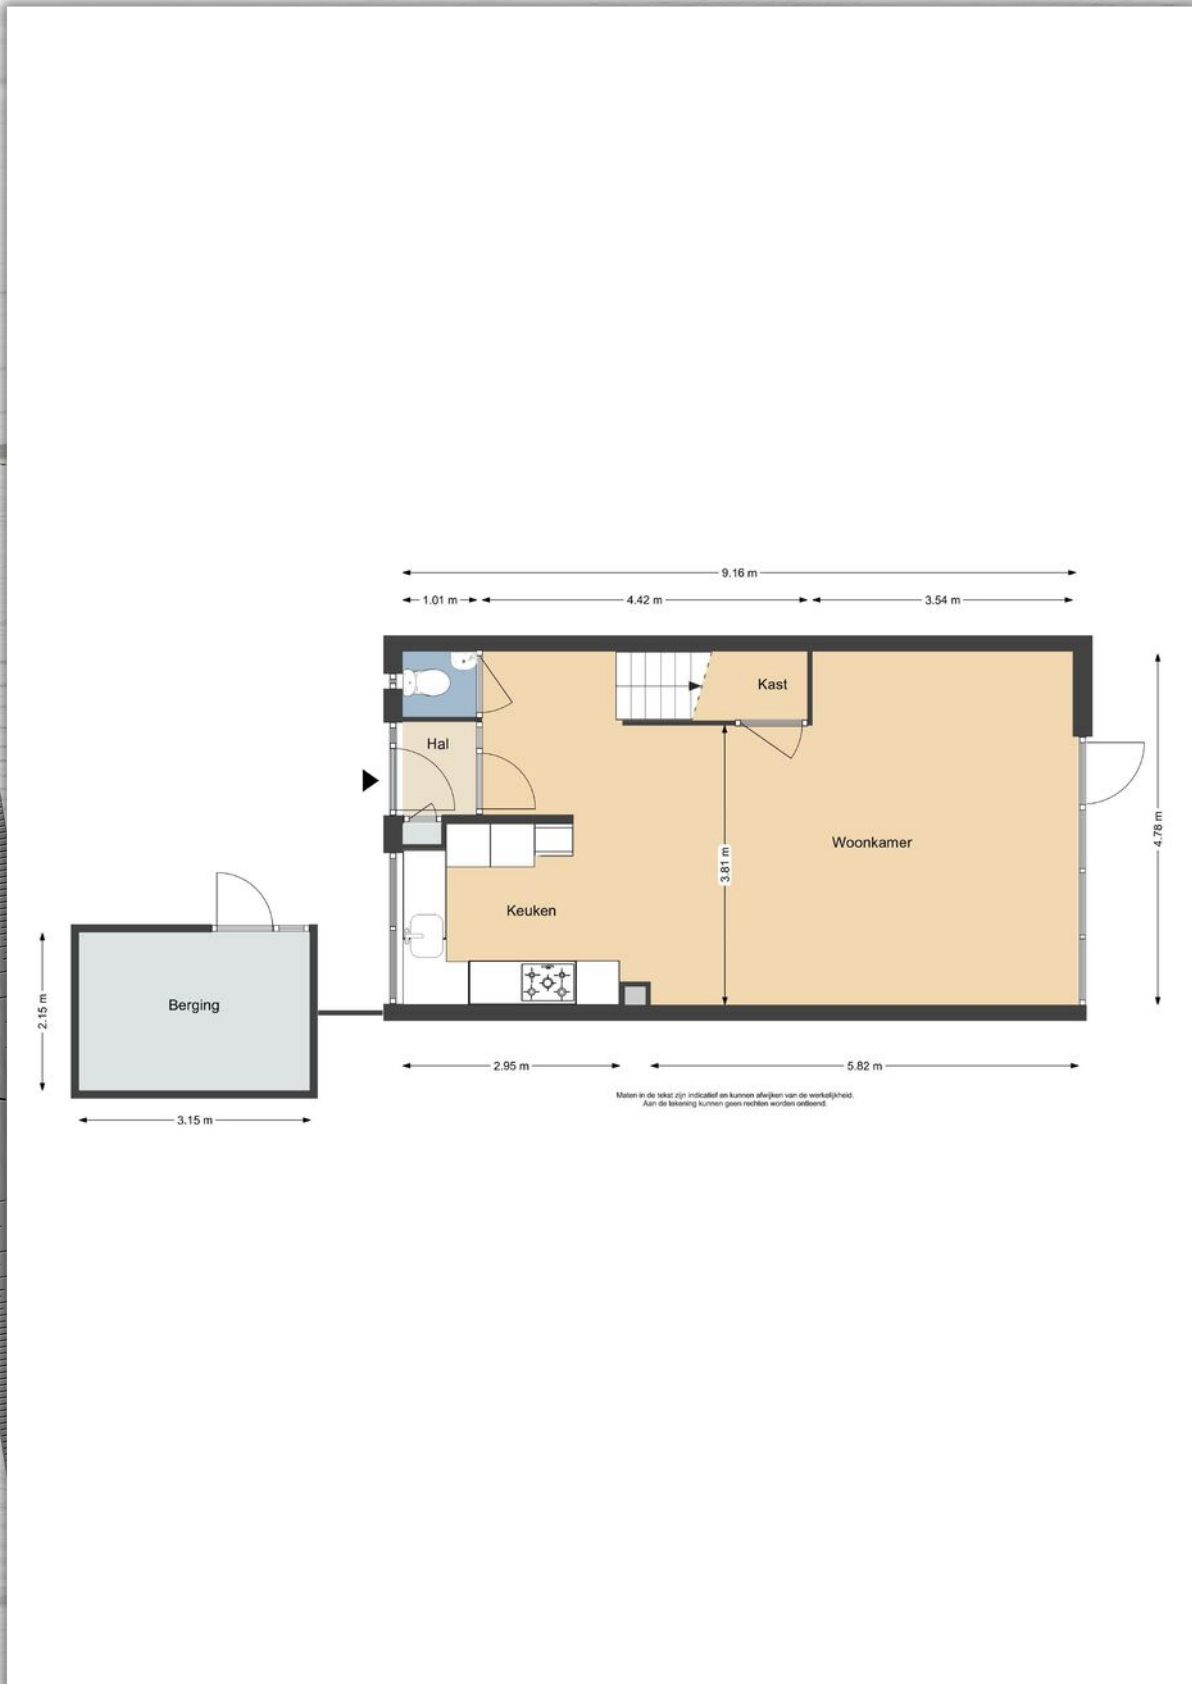 9.16 m
1.01 m
4.42 m
3.54 m
Kast
Hal
Woonkamer
3.81 m
4.78 m
Keuken
Berging
2.15 m
2.95 m
5.82 m
3.15 m
Maten in de tekst zijn indicatief en kunnen afwijken van de werkelijkheid.
Aan de tekening kunnen geen rechten worden ontleend.